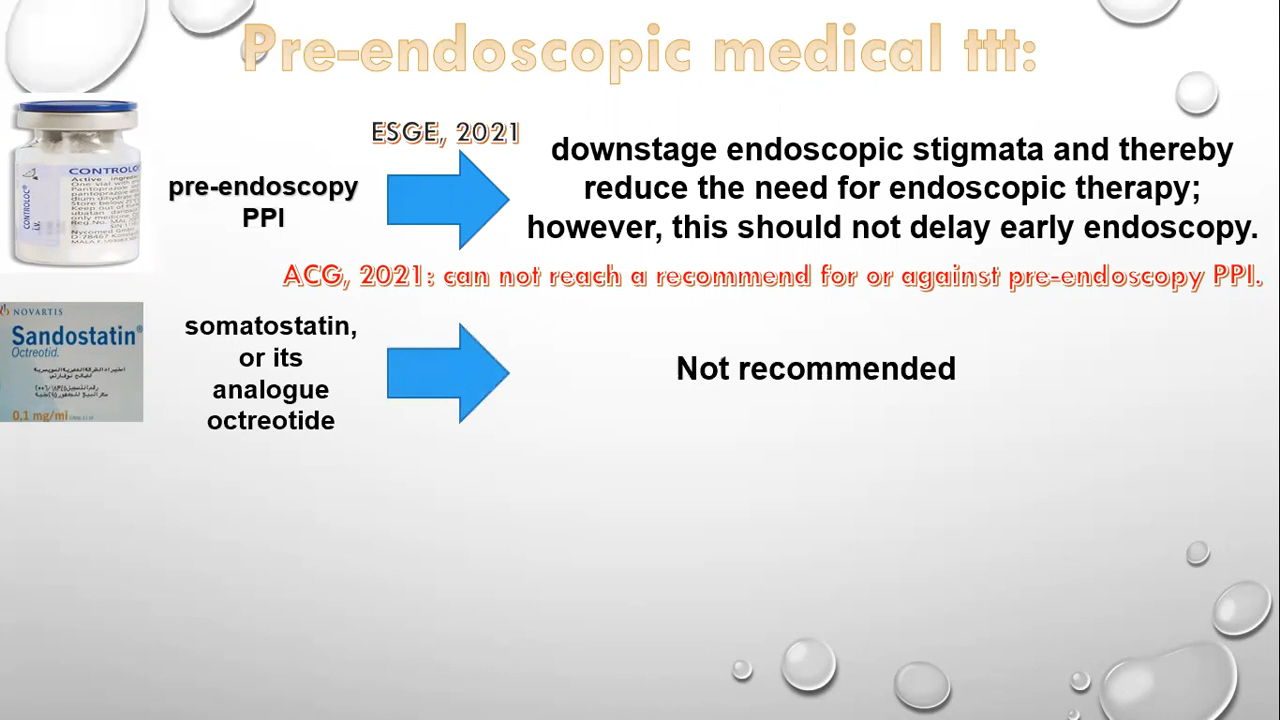 Pre-endoscopic medical ttt:
ESGE, 2021
pre-endoscopy
PPI
downstage endoscopic stigmata and thereby
reduce the need for endoscopic therapy;
however, this should not delay early endoscopy.
ACG, 2021: can not reach a recommend for or against pre-endoscopy PPI.
somatostatin,
or its
analogue
octreotide
Not recommended
CONTROLOC
CONTROLOC®
I.V.
NOVARTIS
Sandostatin®
Octreotid.
0,1 mg/ml